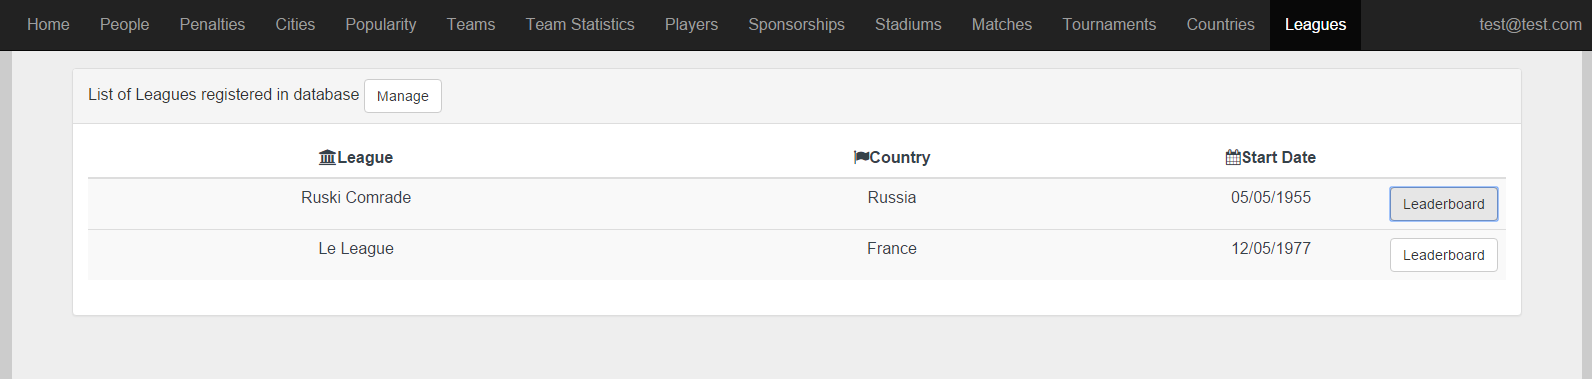 Home People Penalties Cities Popularity Teams Team Statistics Players Sponsorships Stadiums Matches Tournaments Countries Leagues test@test.com
List of Leagues registered in database Manage
League Country Start Date
Ruski Comrade Russia 05/05/1955 Leaderboard
Le League France 12/05/1977 Leaderboard